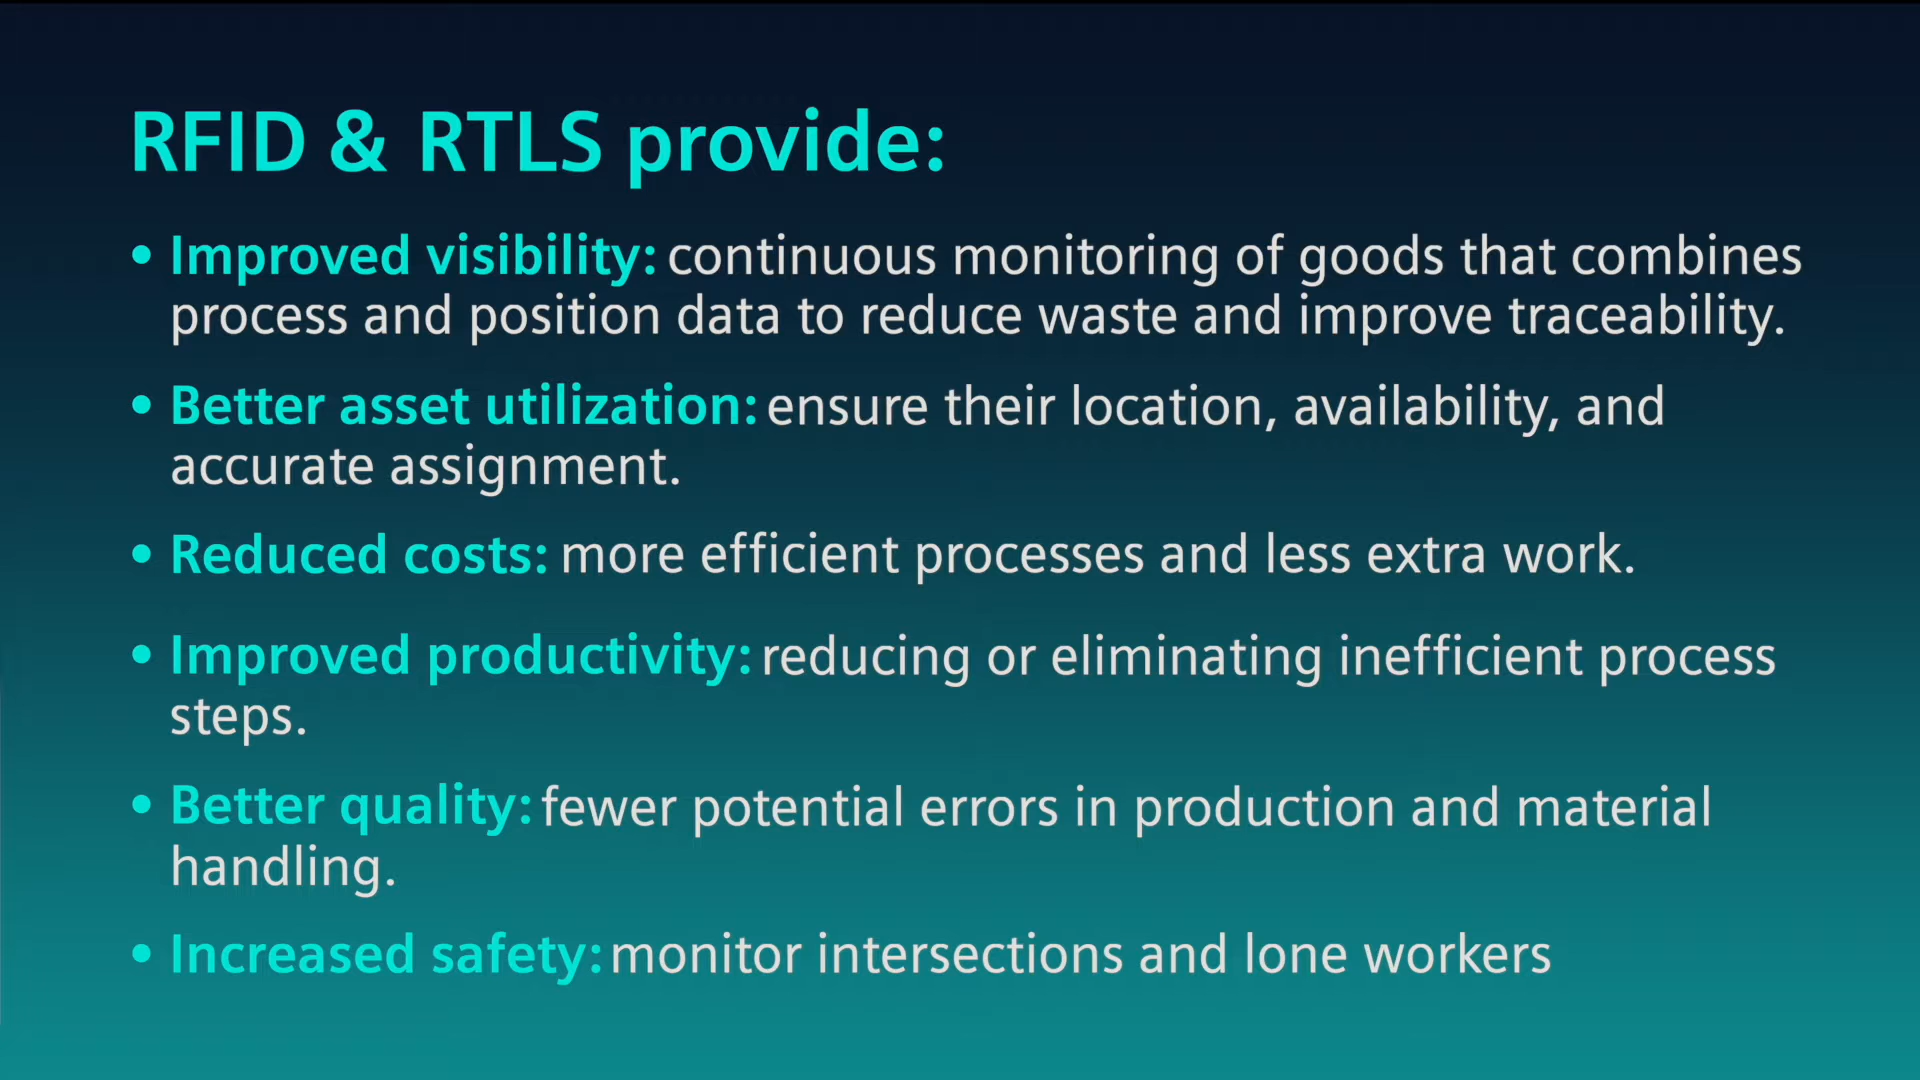 RFID & RTLS provide:
• Improved visibility: continuous monitoring of goods that combines
process and position data to reduce waste and improve traceability.
• Better asset utilization: ensure their location, availability, and
accurate assignment.
• Reduced costs: more efficient processes and less extra work.
• Improved productivity: reducing or eliminating inefficient process
steps.
• Better quality: fewer potential errors in production and material
handling.
• Increased safety: monitor intersections and lone workers